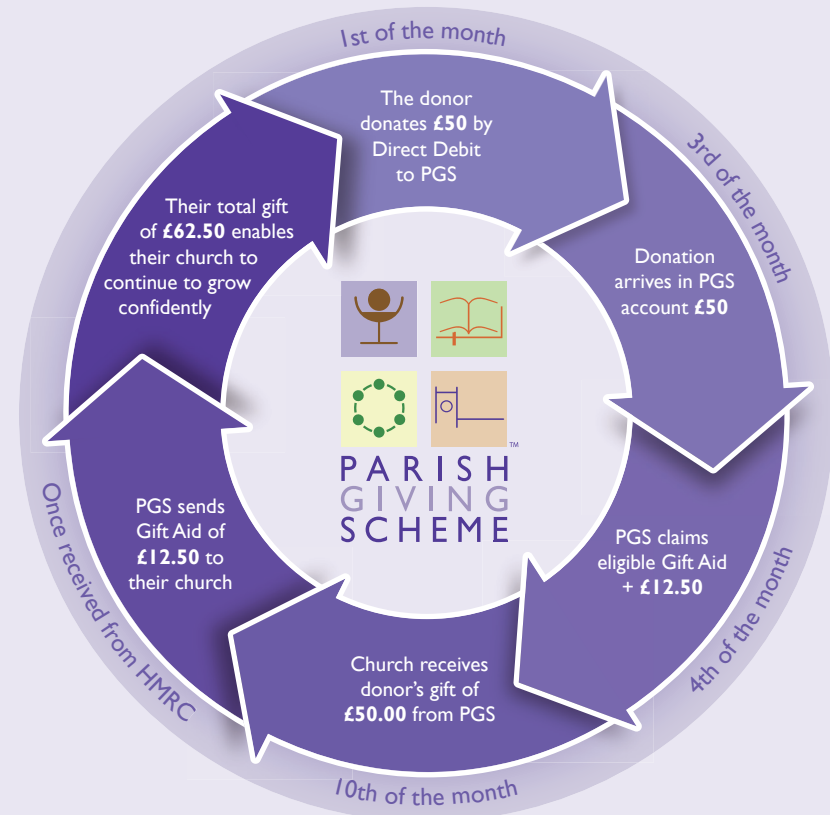 1st of the month
The donor
donates £50 by
Direct Debit
to PGS
3rd of the month
Donation
arrives in PGS
account £50
4th of the month
PGS claims
eligible Gift Aid
+ £12.50
10th of the month
Church receives
donor's gift of
£50.00 from PGS
Once received from HMRC
PGS sends
Gift Aid of
£12.50 to
their church
Their total gift
of £62.50 enables
their church to
continue to grow
confidently
PARISH
GIVING
SCHEME
TM